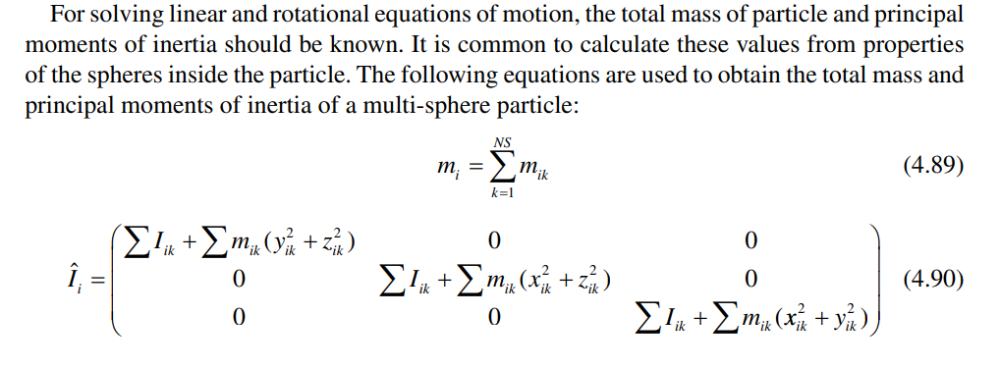 For solving linear and rotational equations of motion, the total mass of particle and principal
moments of inertia should be known. It is common to calculate these values from properties
of the spheres inside the particle. The following equations are used to obtain the total mass and
principal moments of inertia of a multi-sphere particle:
$m_i = \sum_{k=1}^{NS} m_{ik}$ (4.89)
$\hat{I}_i = \begin{pmatrix} \sum I_{ik} + \sum m_{ik}(y_{ik}^2 + z_{ik}^2) & 0 & 0 \\ 0 & \sum I_{ik} + \sum m_{ik}(x_{ik}^2 + z_{ik}^2) & 0 \\ 0 & 0 & \sum I_{ik} + \sum m_{ik}(x_{ik}^2 + y_{ik}^2) \end{pmatrix}$ (4.90)